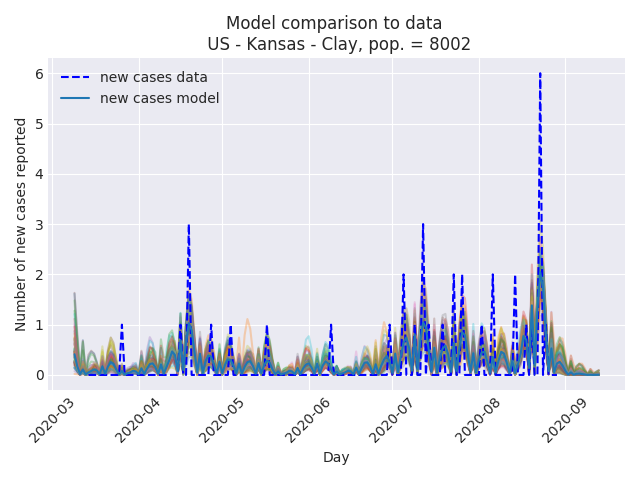 Model comparison to data
US - Kansas - Clay, pop. = 8002
new cases data
new cases model
Number of new cases reported
6
5
4
3
2
1
0
2020-03
2020-04
2020-05
2020-06
2020-07
2020-08
2020-09
Day